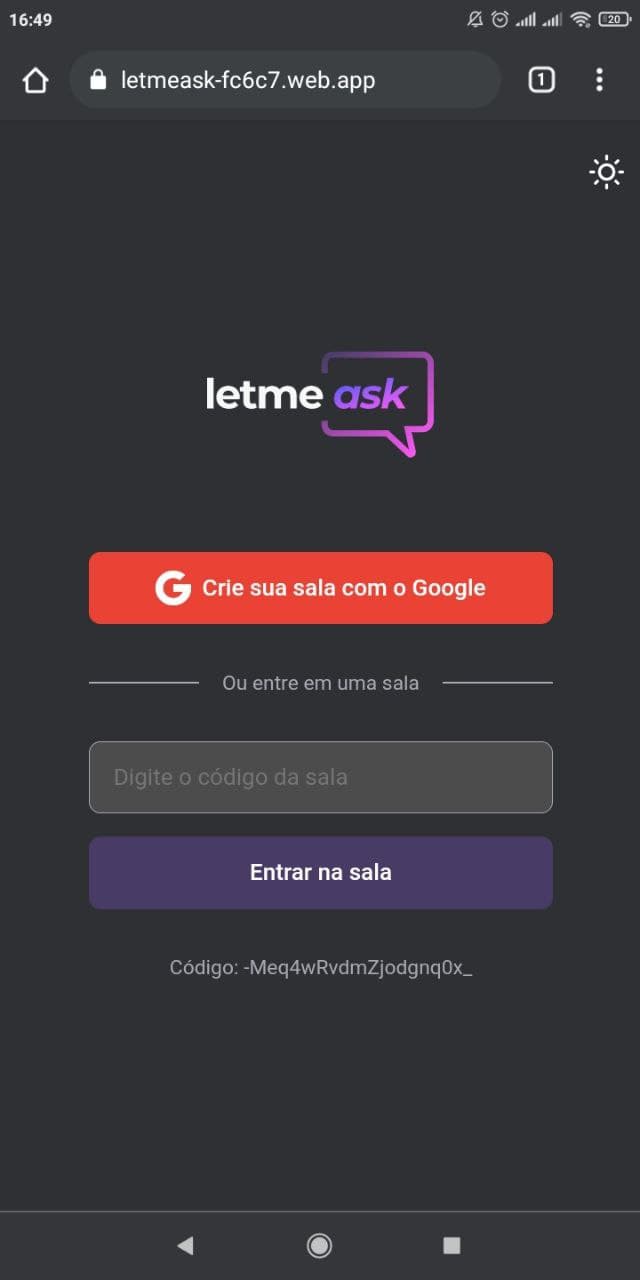 16:49
20
letmeask-fc6c7.web.app
1
letme ask
G Crie sua sala com o Google
Ou entre em uma sala
Digite o código da sala
Entrar na sala
Código: -Meq4wRvdmZjodgnq0x_